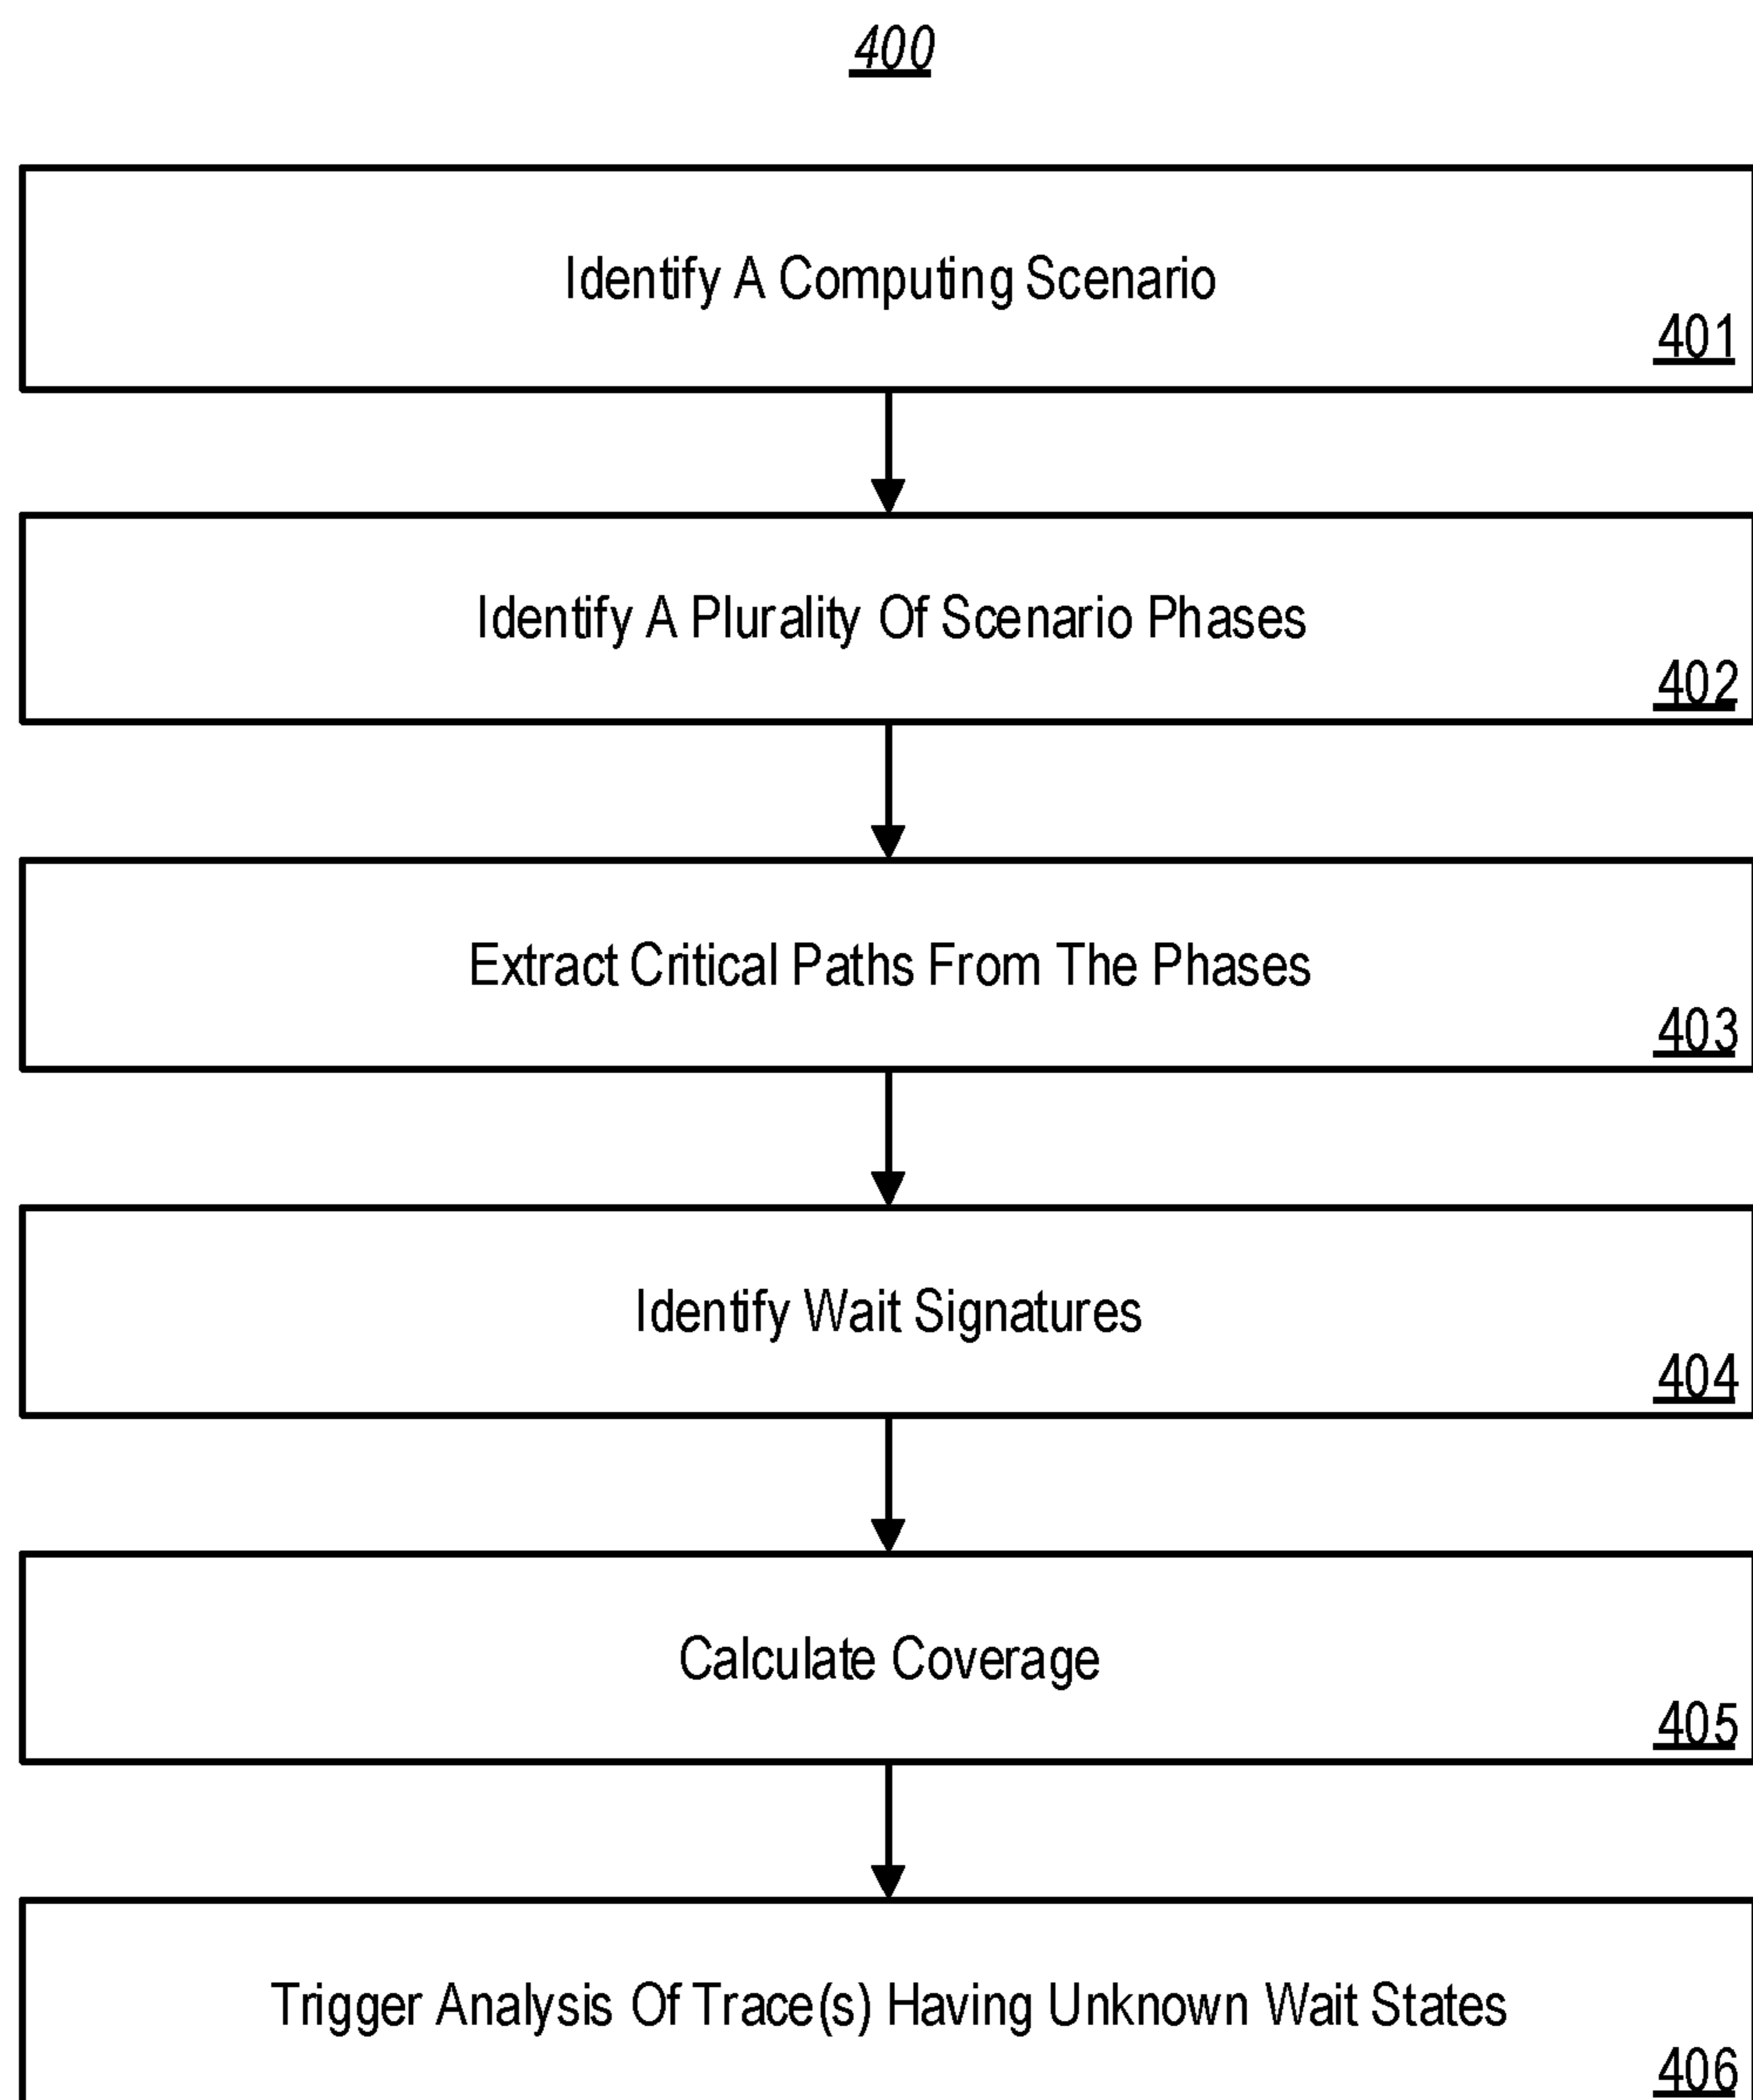 400
Identify A Computing Scenario
401
Identify A Plurality Of Scenario Phases
402
Extract Critical Paths From The Phases
403
Identify Wait Signatures
404
Calculate Coverage
405
Trigger Analysis Of Trace(s) Having Unknown Wait States
406